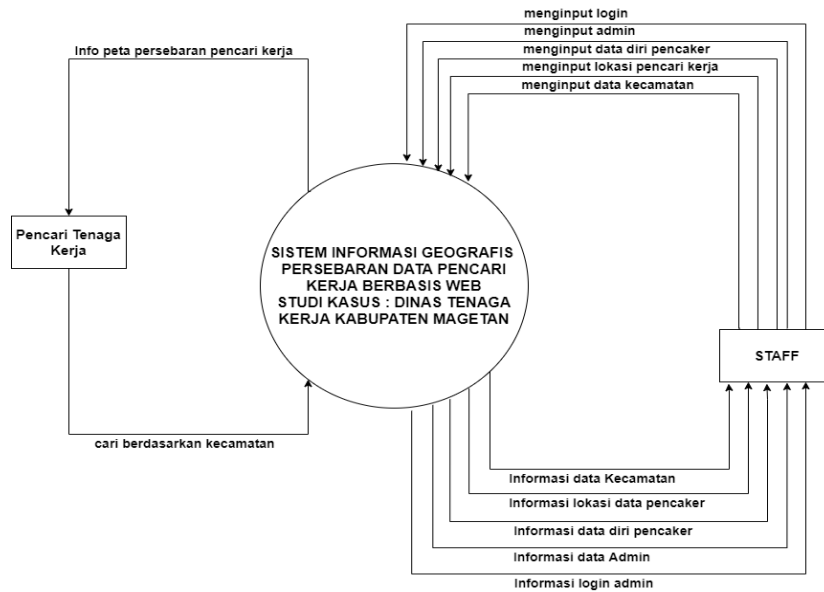 menginput login
menginput admin
menginput data diri pencaker
menginput lokasi pencari kerja
menginput data kecamatan
Info peta persebaran pencari kerja
Pencari Tenaga
Kerja
SISTEM INFORMASI GEOGRAFIS
PERSEBARAN DATA PENCARI
KERJA BERBASIS WEB
STUDI KASUS : DINAS TENAGA
KERJA KABUPATEN MAGETAN
STAFF
cari berdasarkan kecamatan
Informasi data Kecamatan
Informasi lokasi data pencaker
Informasi data diri pencaker
Informasi data Admin
Informasi login admin